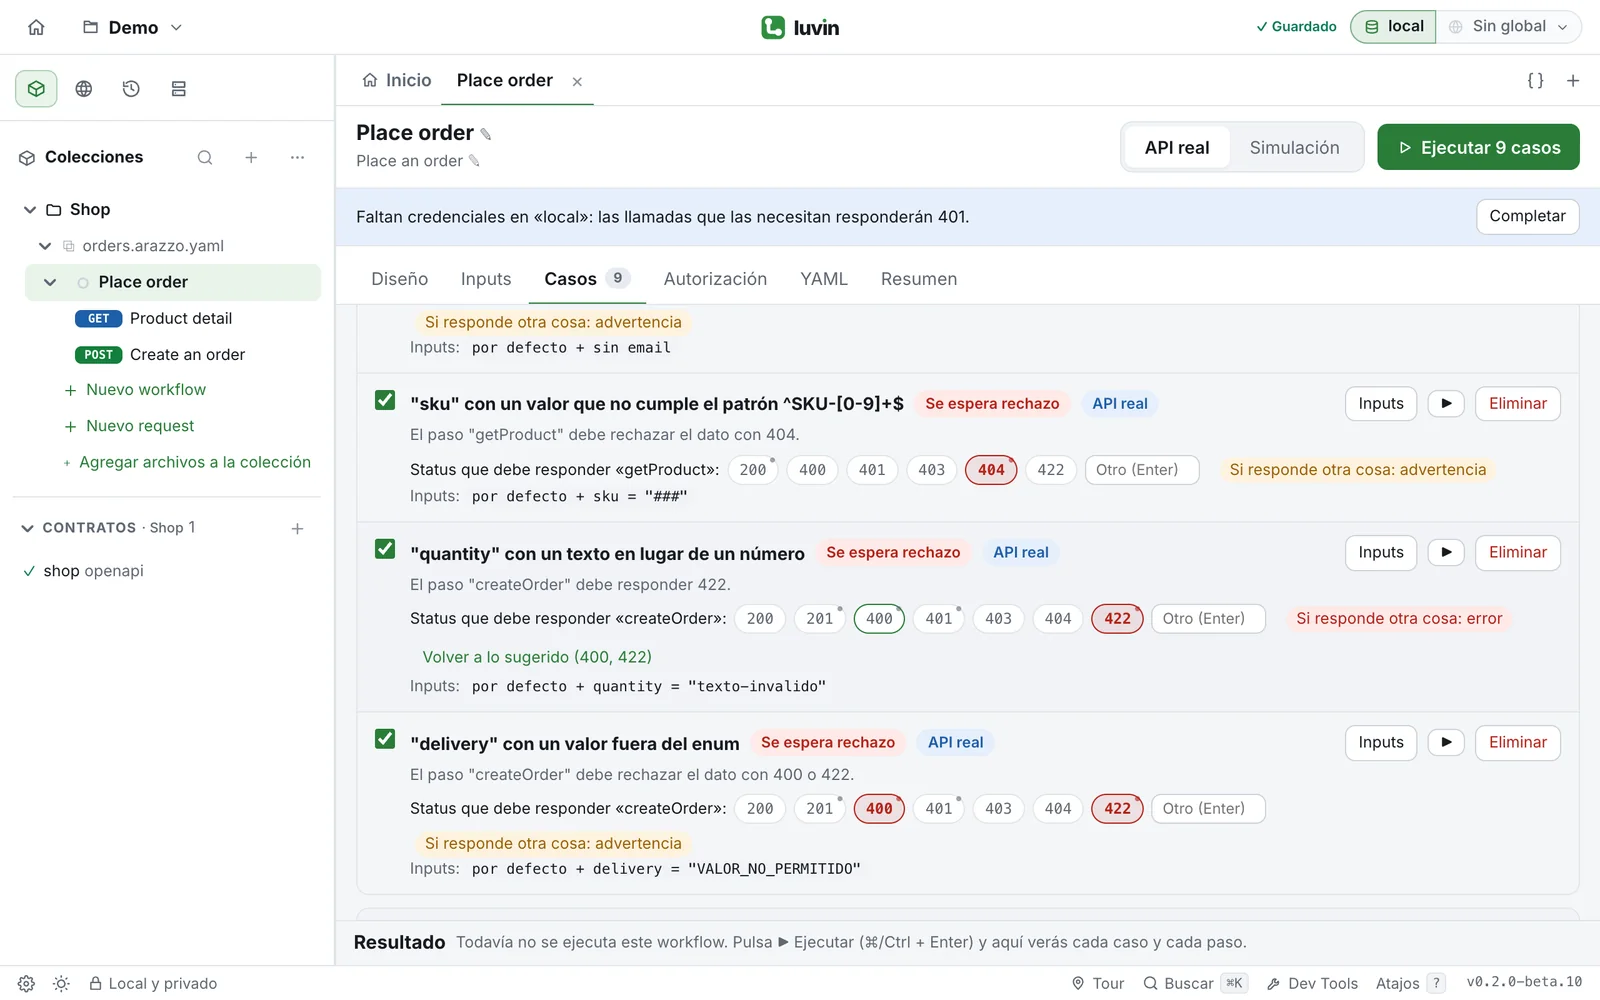 Demo
luvin
✓ Guardado
local
Sin global
Inicio
Place order ×
{ } +
Colecciones
Shop
orders.arazzo.yaml
Place order
GET Product detail
POST Create an order
+ Nuevo workflow
+ Nuevo request
+ Agregar archivos a la colección
CONTRATOS · Shop 1
✓ shop openapi
Place order
Place an order
API real
Simulación
Ejecutar 9 casos
Faltan credenciales en «local»: las llamadas que las necesitan responderán 401.
Completar
Diseño Inputs Casos 9 Autorización YAML Resumen
Si responde otra cosa: advertencia
Inputs: por defecto + sin email
"sku" con un valor que no cumple el patrón ^SKU-[0-9]+$ Se espera rechazo API real Inputs ▶ Eliminar
El paso "getProduct" debe rechazar el dato con 404.
Status que debe responder «getProduct»: 200 400 401 403 404 422 Otro (Enter) Si responde otra cosa: advertencia
Inputs: por defecto + sku = "###"
"quantity" con un texto en lugar de un número Se espera rechazo API real Inputs ▶ Eliminar
El paso "createOrder" debe responder 422.
Status que debe responder «createOrder»: 200 201 400 401 403 404 422 Otro (Enter) Si responde otra cosa: error
Volver a lo sugerido (400, 422)
Inputs: por defecto + quantity = "texto-invalido"
"delivery" con un valor fuera del enum Se espera rechazo API real Inputs ▶ Eliminar
El paso "createOrder" debe rechazar el dato con 400 o 422.
Status que debe responder «createOrder»: 200 201 400 401 403 404 422 Otro (Enter)
Si responde otra cosa: advertencia
Inputs: por defecto + delivery = "VALOR_NO_PERMITIDO"
Resultado Todavía no se ejecuta este workflow. Pulsa ▶ Ejecutar (⌘/Ctrl + Enter) y aquí verás cada caso y cada paso.
Local y privado
Tour Buscar ⌘K Dev Tools Atajos ? v0.2.0-beta.10